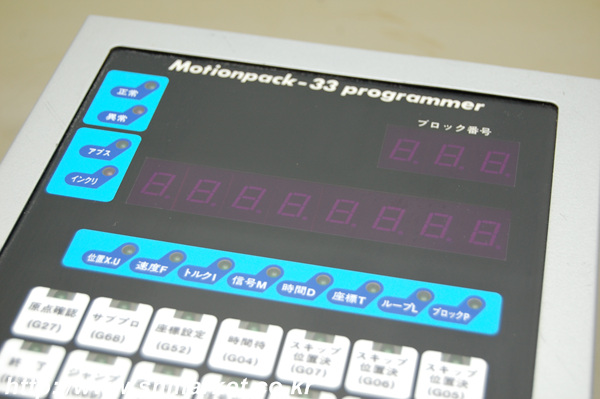 Motionpack-33 programmer
正常
異常
ブロック番号
アブス
インクリ
位置X.U 速度F トルクI 信号M 時間D 座標T ループL ブロックP
原点確認 (G27)
サブプロ (G68)
座標設定 (G52)
時間待 (G04)
スキップ 位置決 (G07)
スキップ 位置決 (G06)
スキップ 位置決 (G05)
終了
ジャンプ